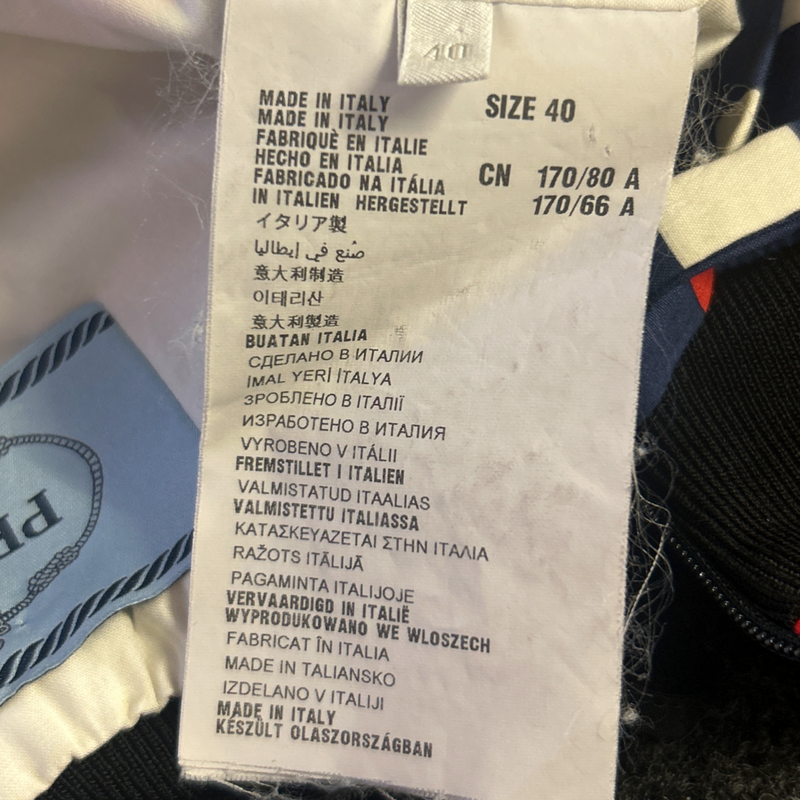 40
MADE IN ITALY
MADE IN ITALY
FABRIQUÈ EN ITALIE
HECHO EN ITALIA
FABRICADO NA ITÁLIA
IN ITALIEN HERGESTELLT
イタリア製
صُنع في إيطاليا
意大利制造
이태리산
意大利製造
BUATAN ITALIA
СДЕЛАНО В ИТАЛИИ
İMAL YERİ İTALYA
ЗРОБЛЕНО В ІТАЛІЇ
ИЗРАБОТЕНО В ИТАЛИЯ
VYROBENO V ITÁLII
FREMSTILLET I ITALIEN
VALMISTATUD ITAALIAS
VALMISTETTU ITALIASSA
ΚΑΤΑΣΚΕΥΑΖΕΤΑΙ ΣΤΗΝ ΙΤΑΛΙΑ
RAŽOTS ITĀLIJĀ
PAGAMINTA ITALIJOJE
VERVAARDIGD IN ITALIË
WYPRODUKOWANO WE WLOSZECH
FABRICAT ÎN ITALIA
MADE IN TALIANSKO
IZDELANO V ITALIJI
MADE IN ITALY
KÉSZÜLT OLASZORSZÁGBAN
SIZE 40
CN 170/80 A
170/66 A